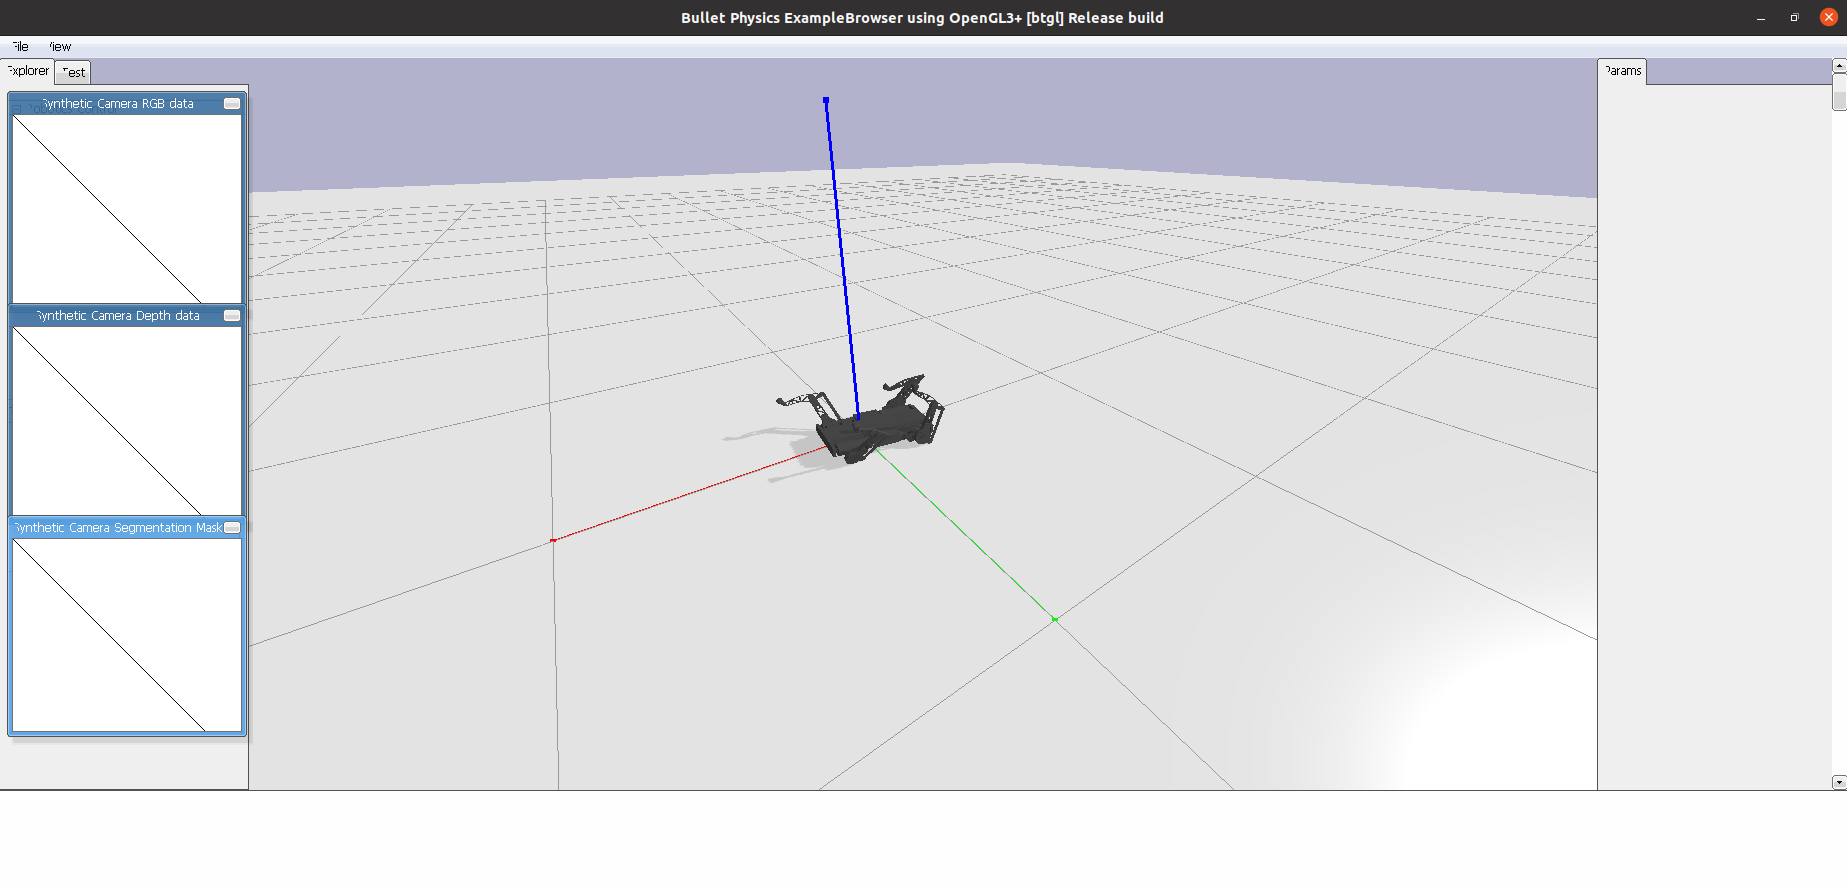 Bullet Physics ExampleBrowser using OpenGL3+ [btgl] Release build
File View
Explorer Test
Params
Synthetic Camera RGB data
Synthetic Camera Depth data
Synthetic Camera Segmentation Mask